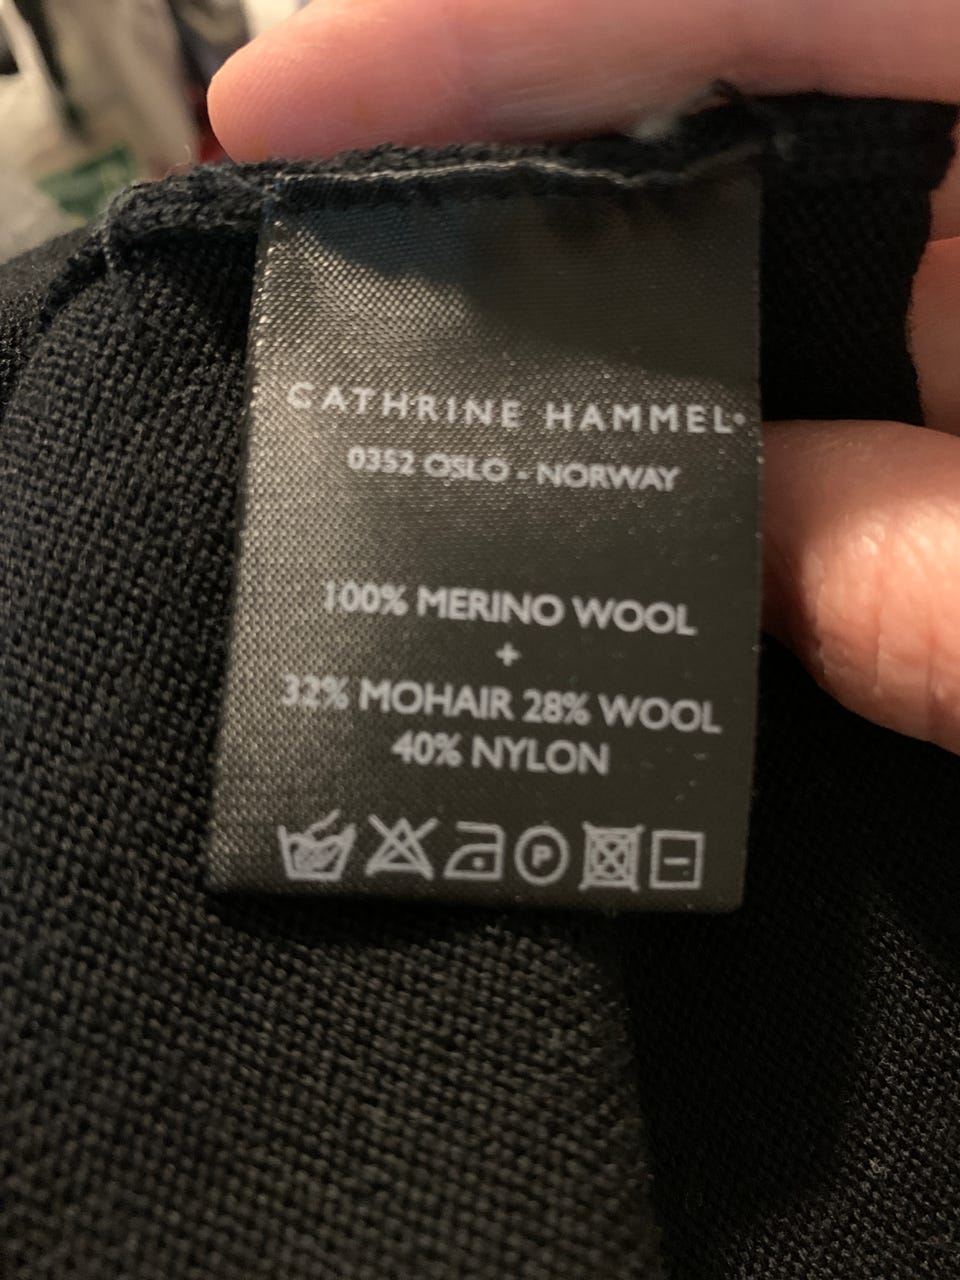 CATHRINE HAMMEL®
0352 OSLO - NORWAY
100% MERINO WOOL
+
32% MOHAIR 28% WOOL
40% NYLON
P